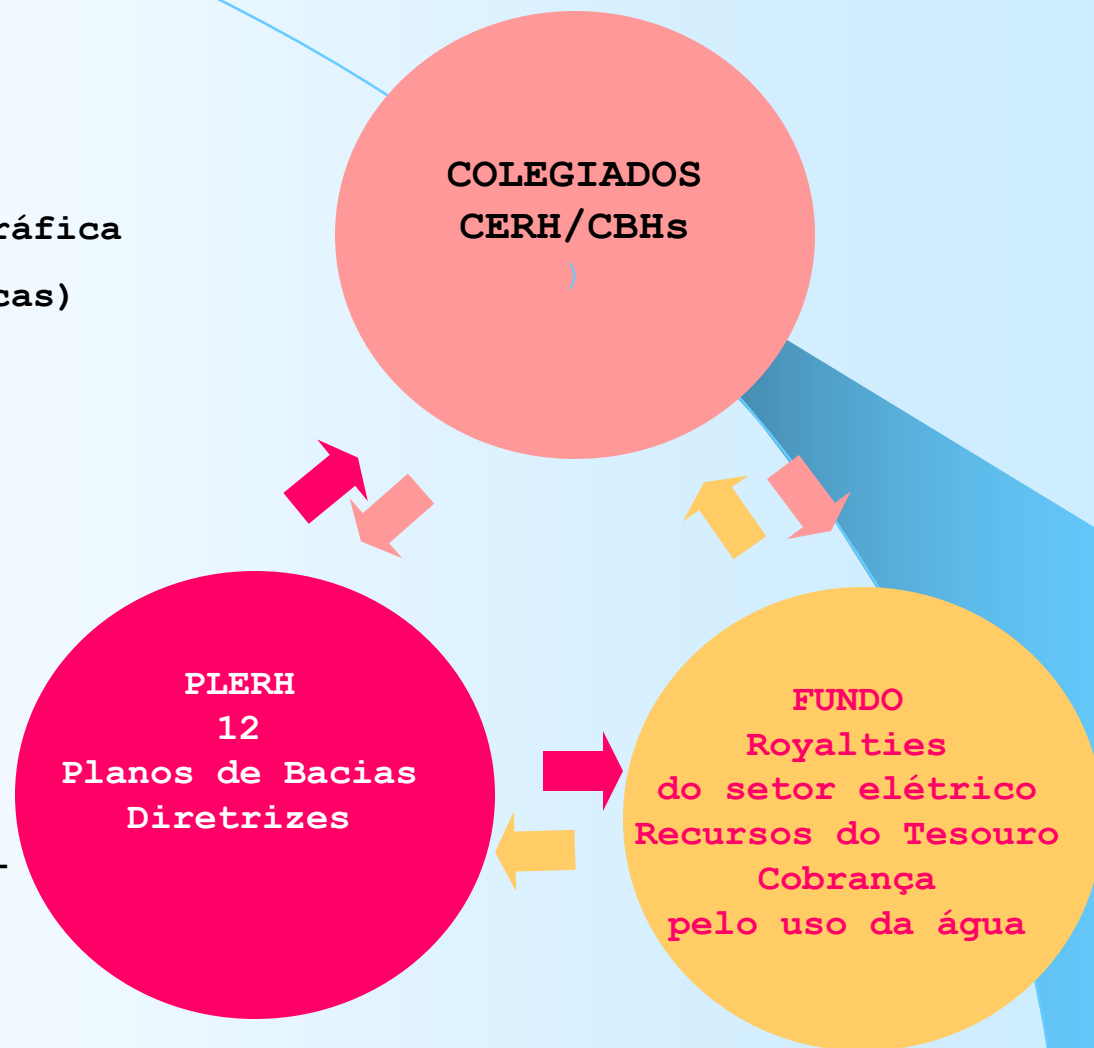 COLEGIADOS
CERH/CBHs
)
ráfica
cas)
PLERH
12
Planos de Bacias
Diretrizes
FUNDO
Royalties
do setor elétrico
Recursos do Tesouro
Cobrança
pelo uso da água